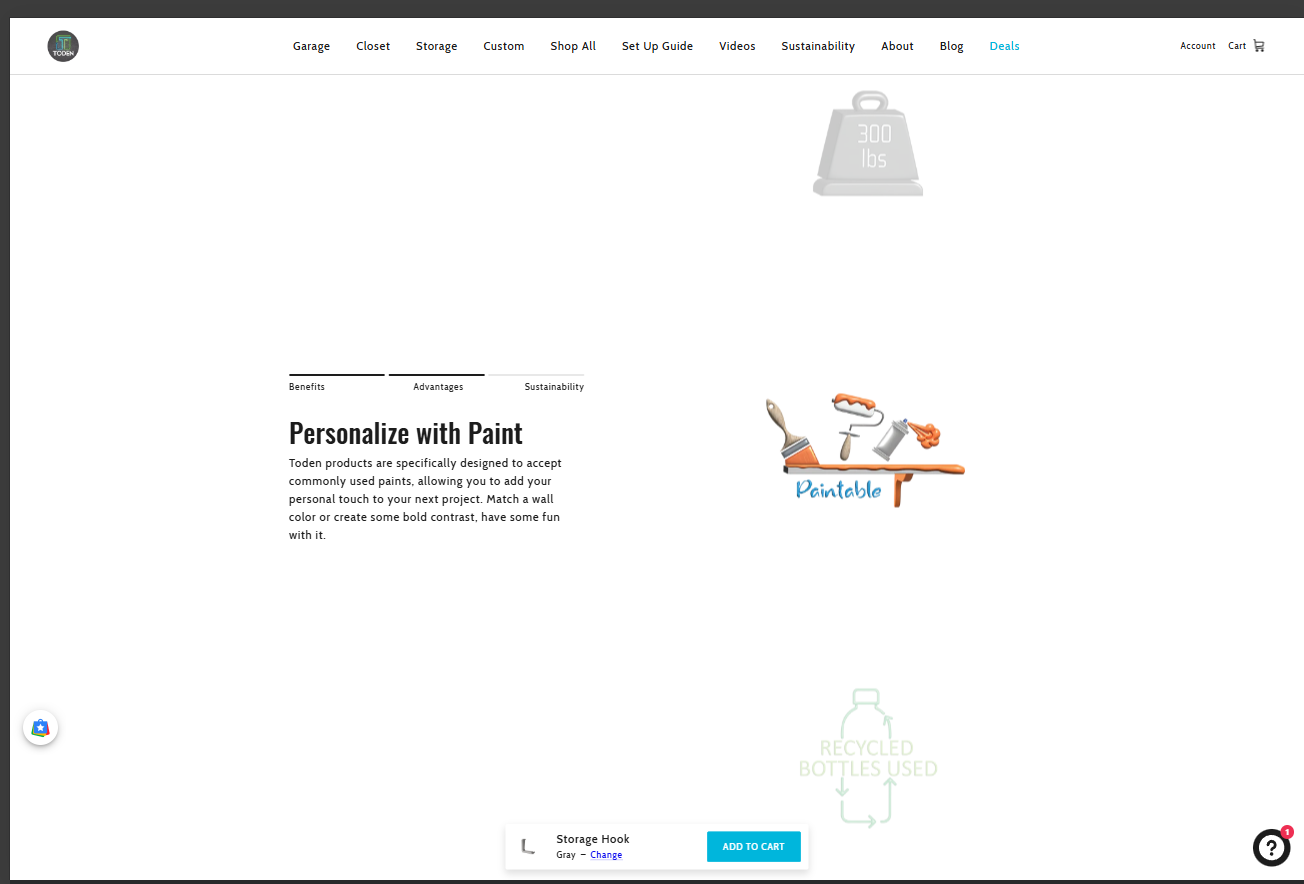 TODEN
Garage Closet Storage Custom Shop All Set Up Guide Videos Sustainability About Blog Deals
Account Cart
300
lbs
Benefits Advantages Sustainability
Personalize with Paint
Toden products are specifically designed to accept
commonly used paints, allowing you to add your
personal touch to your next project. Match a wall
color or create some bold contrast, have some fun
with it.
Paintable
RECYCLED
BOTTLES USED
Storage Hook
Gray – Change
ADD TO CART
1
?